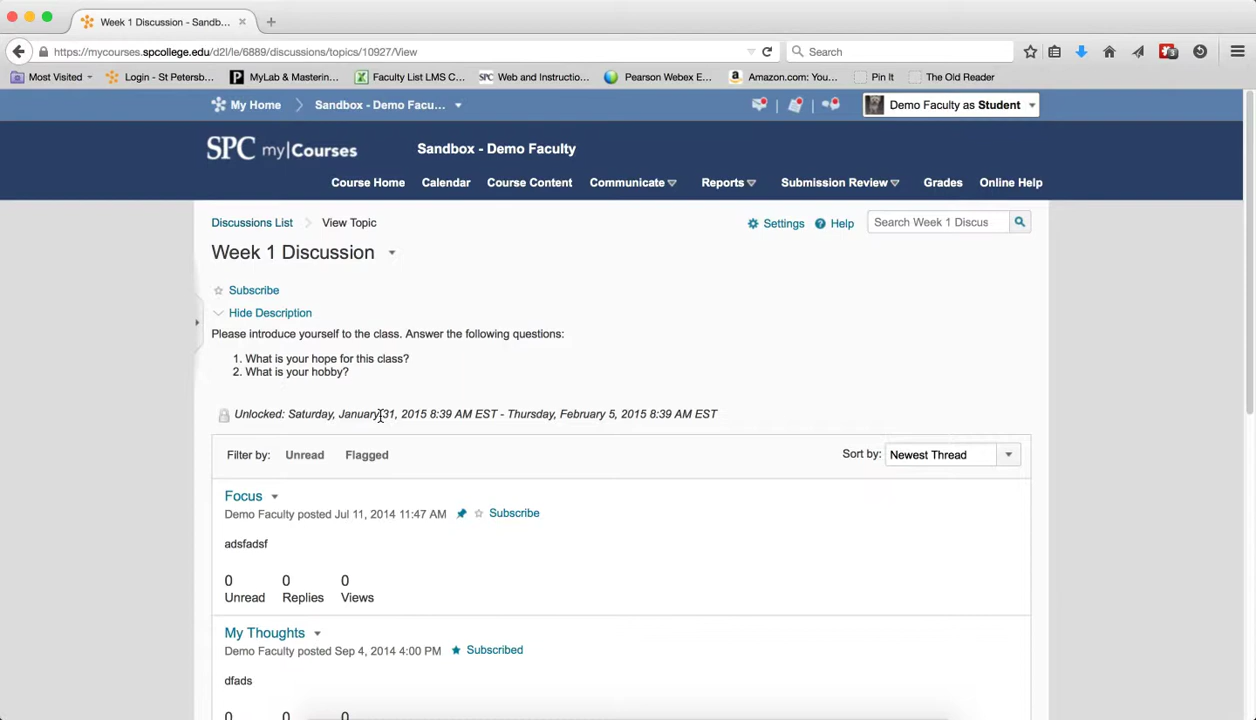 Week 1 Discussion - Sandb...
https://mycourses.spcollege.edu/d2l/le/6889/discussions/topics/10927/View
Search
Most Visited
Login - St Petersb...
MyLab & Mastering...
Faculty List LMS C...
SPC Web and Instructio...
Pearson Webex E...
Amazon.com: You...
Pin It
The Old Reader
My Home
Sandbox - Demo Facu...
Demo Faculty as Student
SPC my|Courses
Sandbox - Demo Faculty
Course Home
Calendar
Course Content
Communicate
Reports
Submission Review
Grades
Online Help
Discussions List
View Topic
Settings
Help
Search Week 1 Discus
Week 1 Discussion
Subscribe
Hide Description
Please introduce yourself to the class. Answer the following questions:
1. What is your hope for this class?
2. What is your hobby?
Unlocked: Saturday, January 31, 2015 8:39 AM EST - Thursday, February 5, 2015 8:39 AM EST
Filter by: Unread Flagged
Sort by: Newest Thread
Focus
Demo Faculty posted Jul 11, 2014 11:47 AM Subscribe
adsfadsf
0 0 0
Unread Replies Views
My Thoughts
Demo Faculty posted Sep 4, 2014 4:00 PM Subscribed
dfads
0 0 0